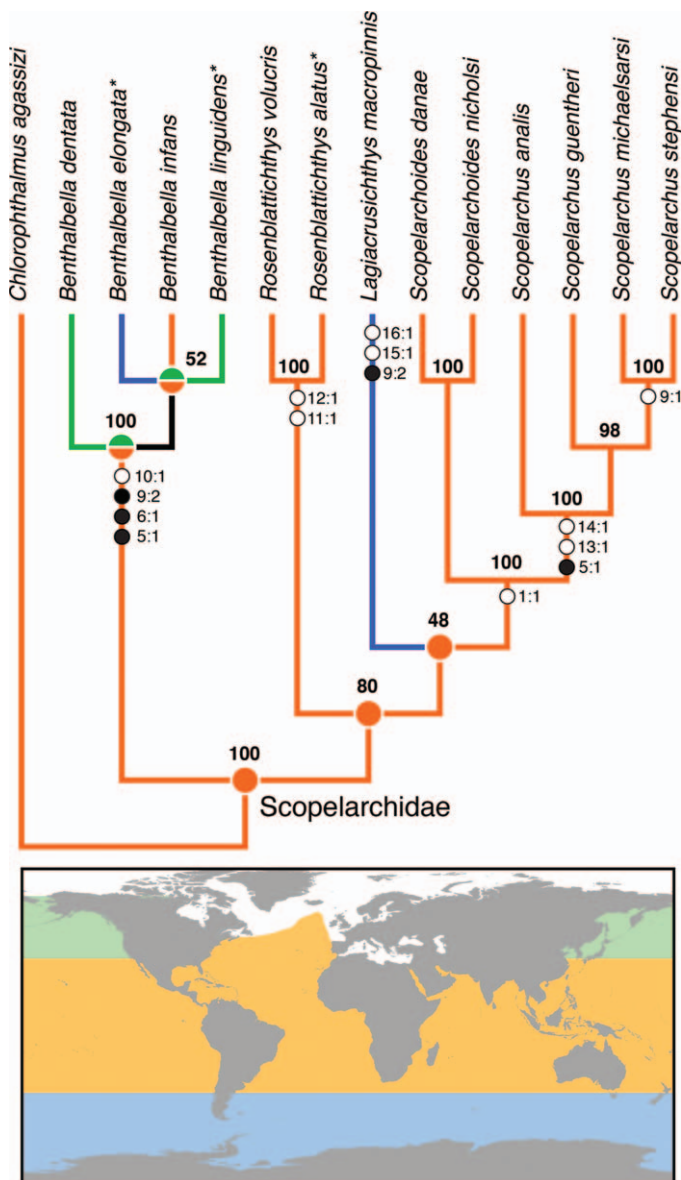 Chlorophthalmus agassizi
Benthalbella dentata
Benthalbella elongata*
Benthalbella infans
Benthalbella linguidens*
Rosenblattichthys volucris
Rosenblattichthys alatus*
Lagiacrusichthys macropinnis
Scopelarchoides danae
Scopelarchoides nicholsi
Scopelarchus analis
Scopelarchus guentheri
Scopelarchus michaelsarsi
Scopelarchus stephensi
16:1
15:1
9:2
52
100
100
100
12:1
11:1
9:1
98
100
10:1
9:2
6:1
5:1
100
14:1
13:1
5:1
100
1:1
48
80
100
Scopelarchidae